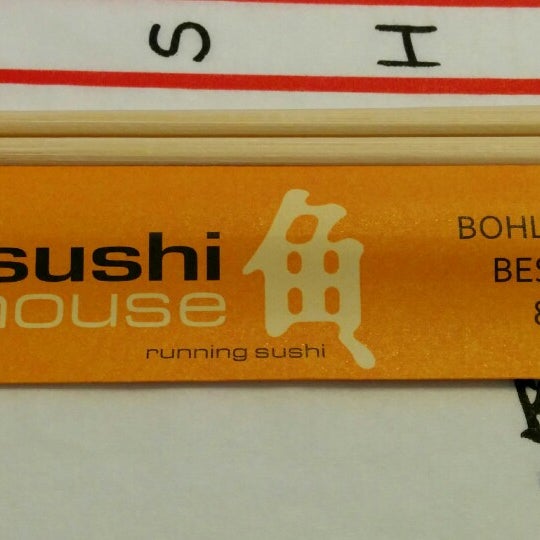 S H
sushi
house
角
running sushi
BOHL
BES
8